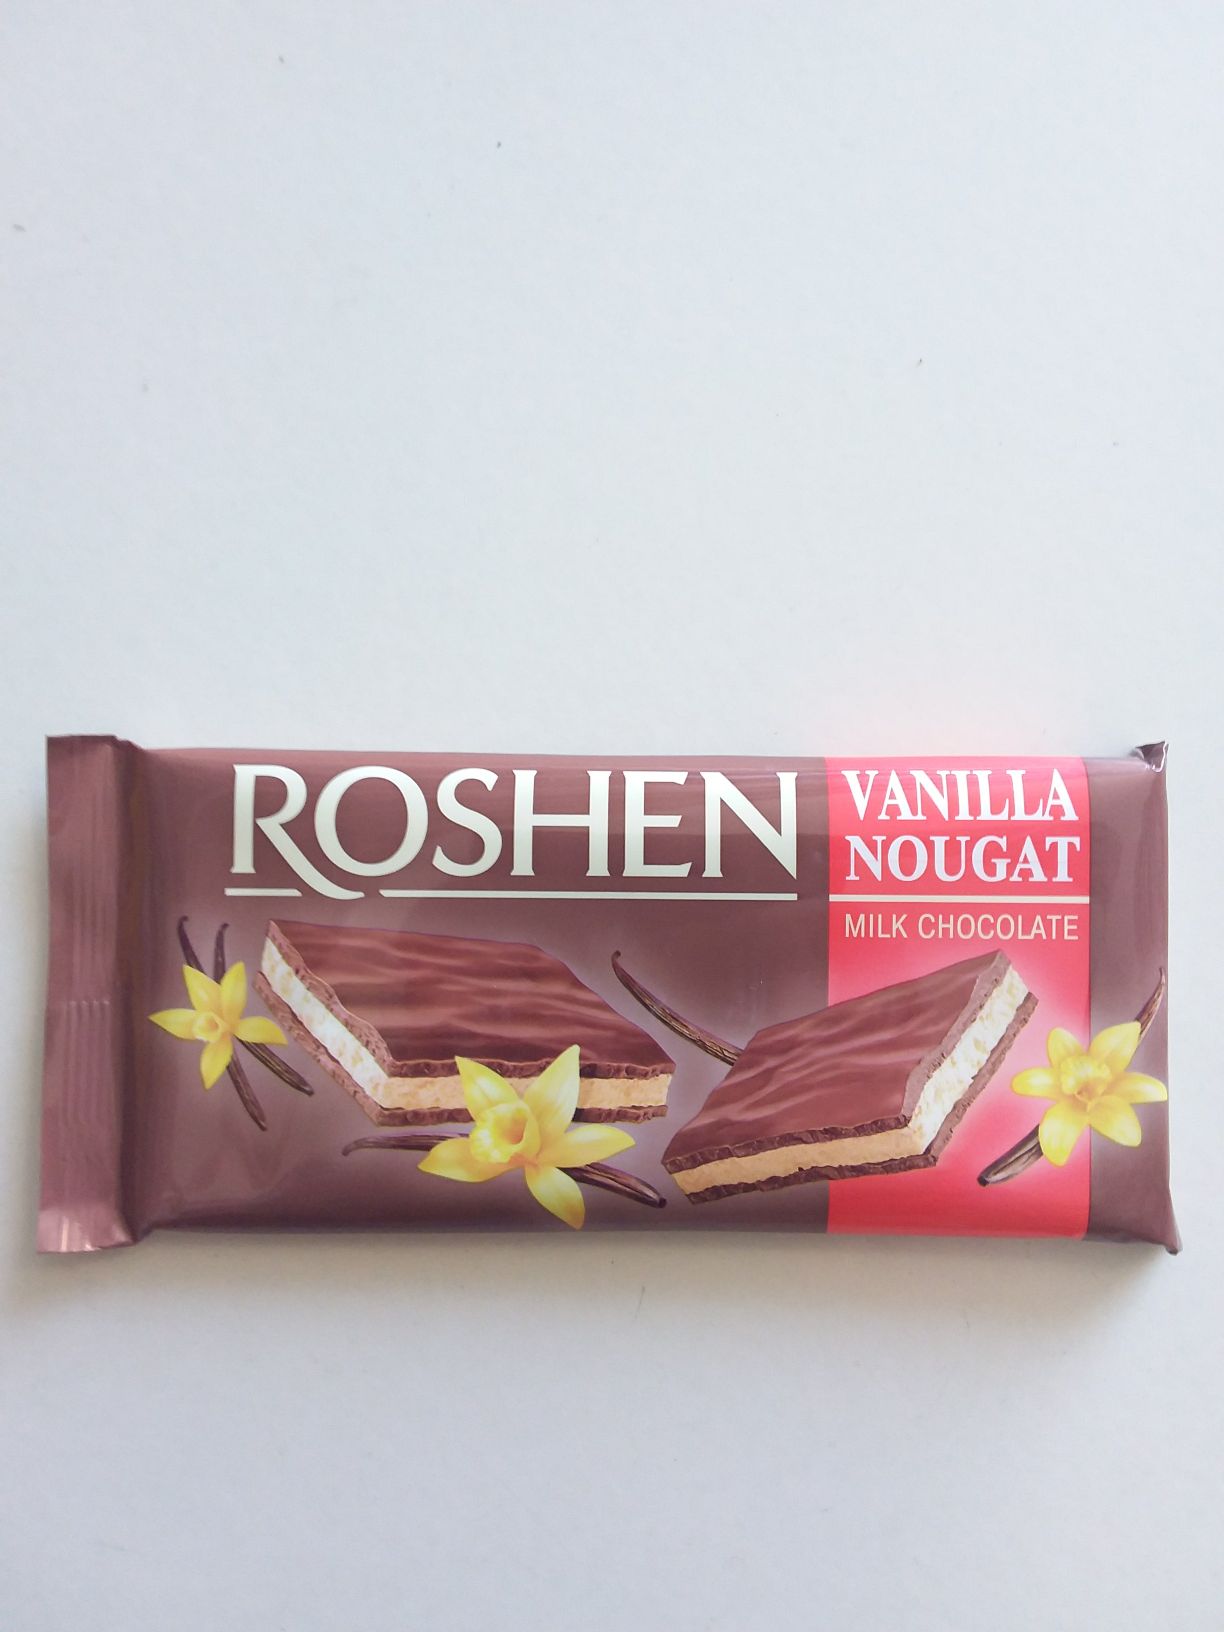 ROSHEN
VANILLA
NOUGAT
MILK CHOCOLATE